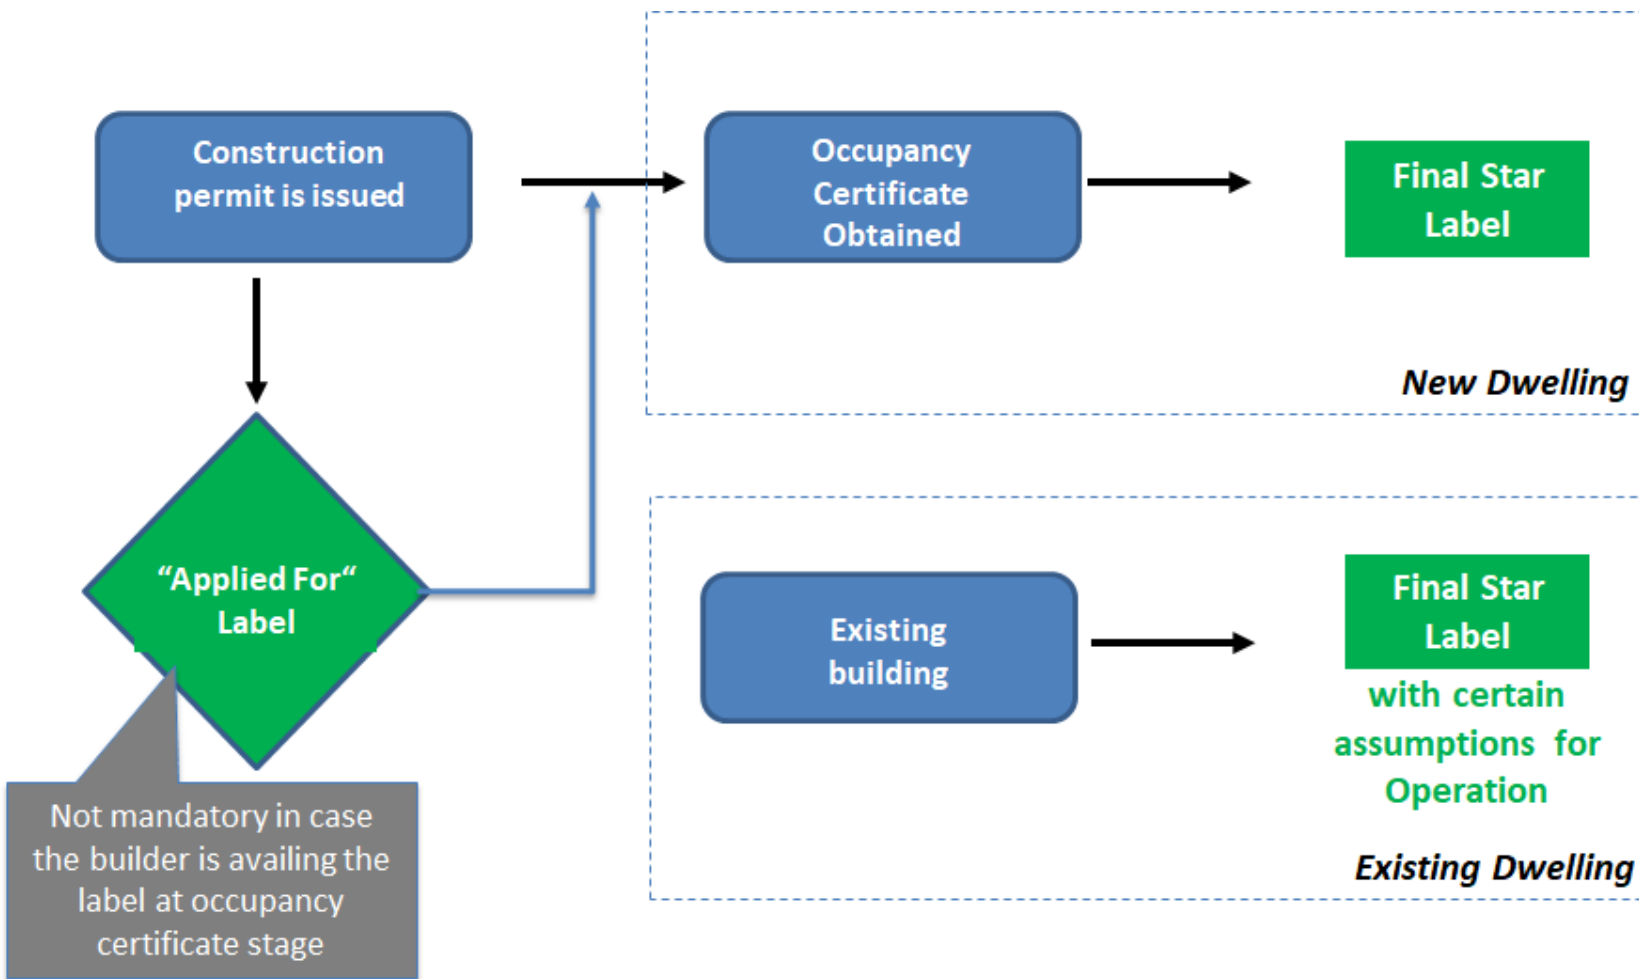 Construction
permit is issued
Occupancy
Certificate
Obtained
Final Star
Label
New Dwelling
“Applied For“
Label
Not mandatory in case
the builder is availing the
label at occupancy
certificate stage
Existing
building
Final Star
Label
with certain
assumptions for
Operation
Existing Dwelling